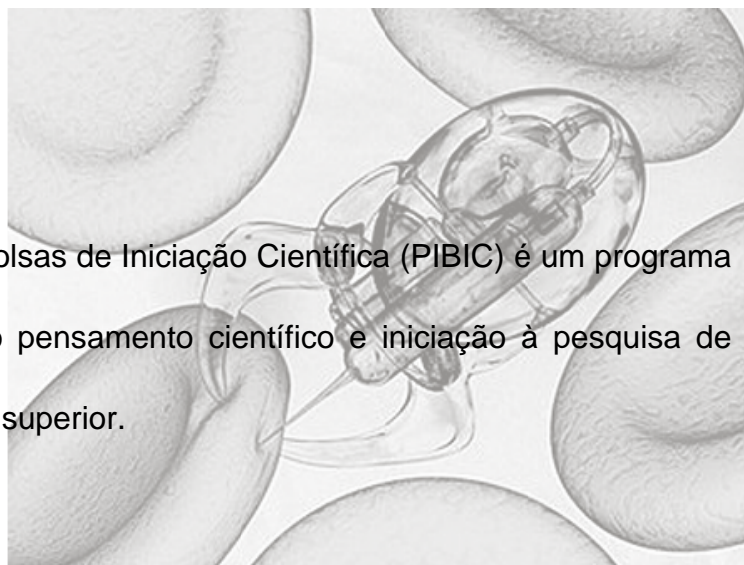 olsas de Iniciação Científica (PIBIC) é um programa
pensamento científico e iniciação à pesquisa de
superior.